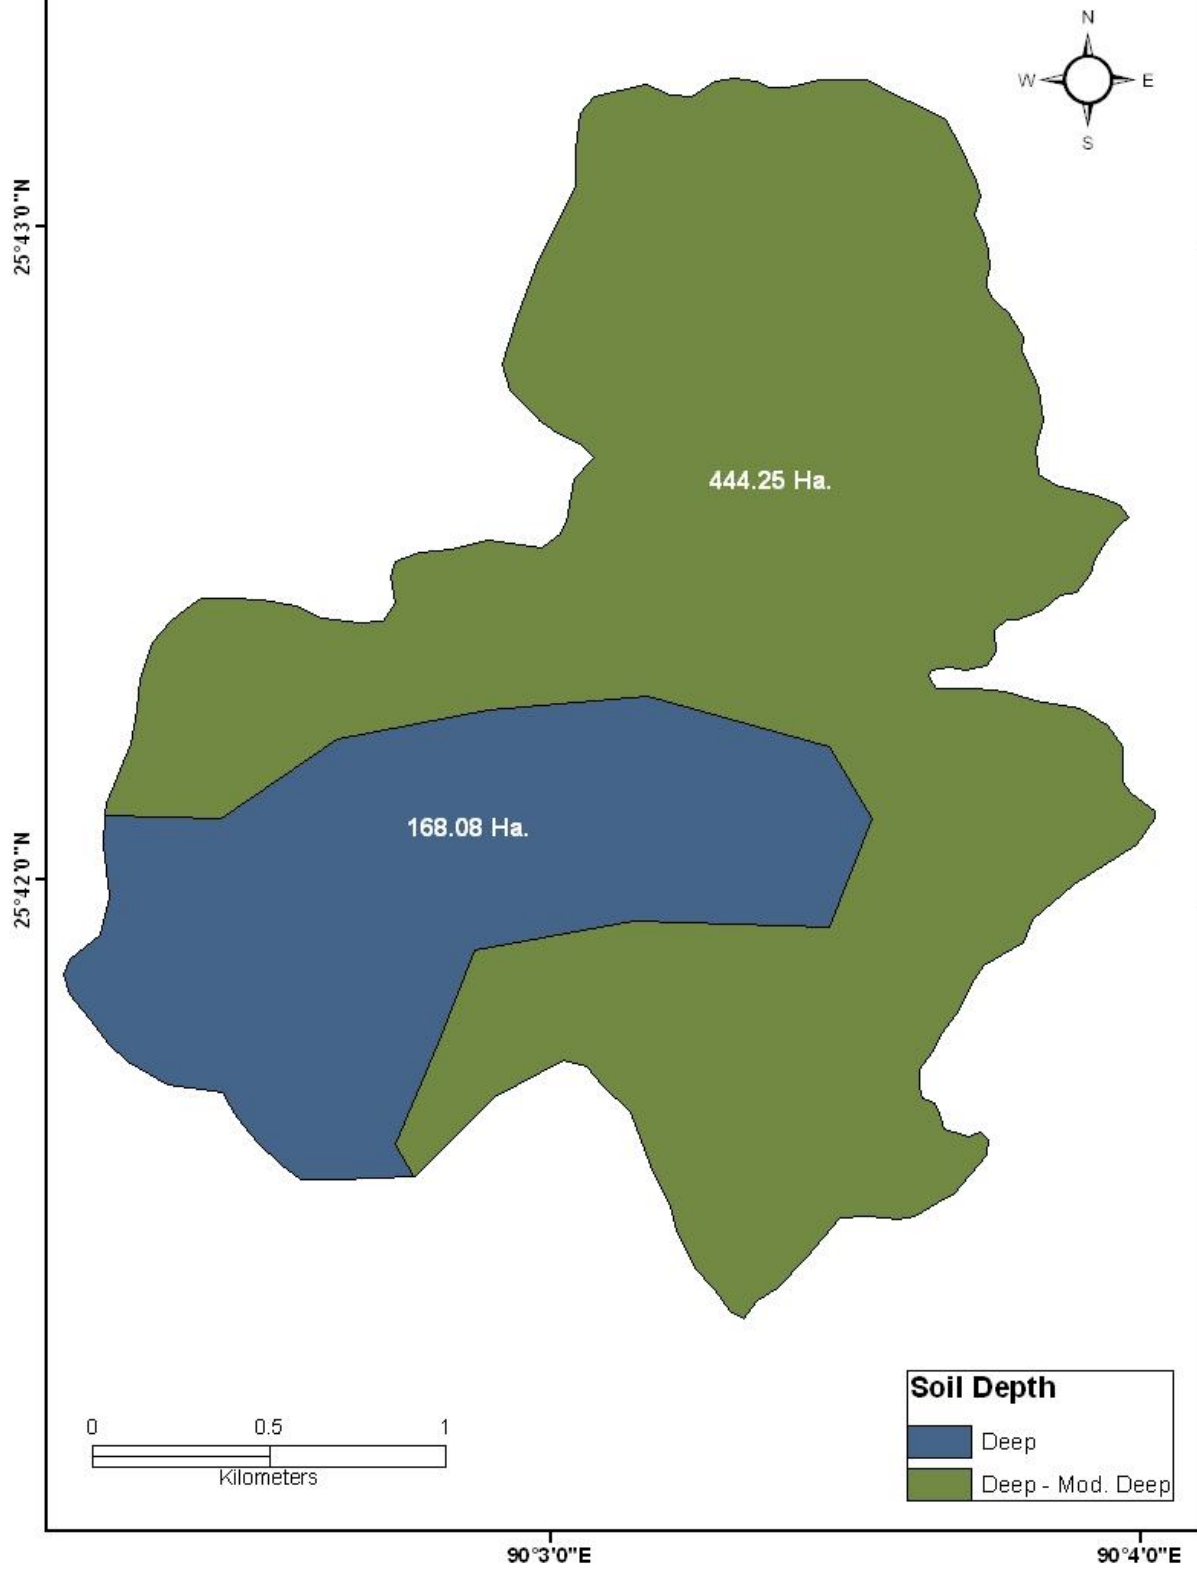 N
W E
S
25°43'0"N
444.25 Ha.
168.08 Ha.
25°42'0"N
0 0.5 1
Kilometers
Soil Depth
Deep
Deep - Mod. Deep
90°3'0"E 90°4'0"E